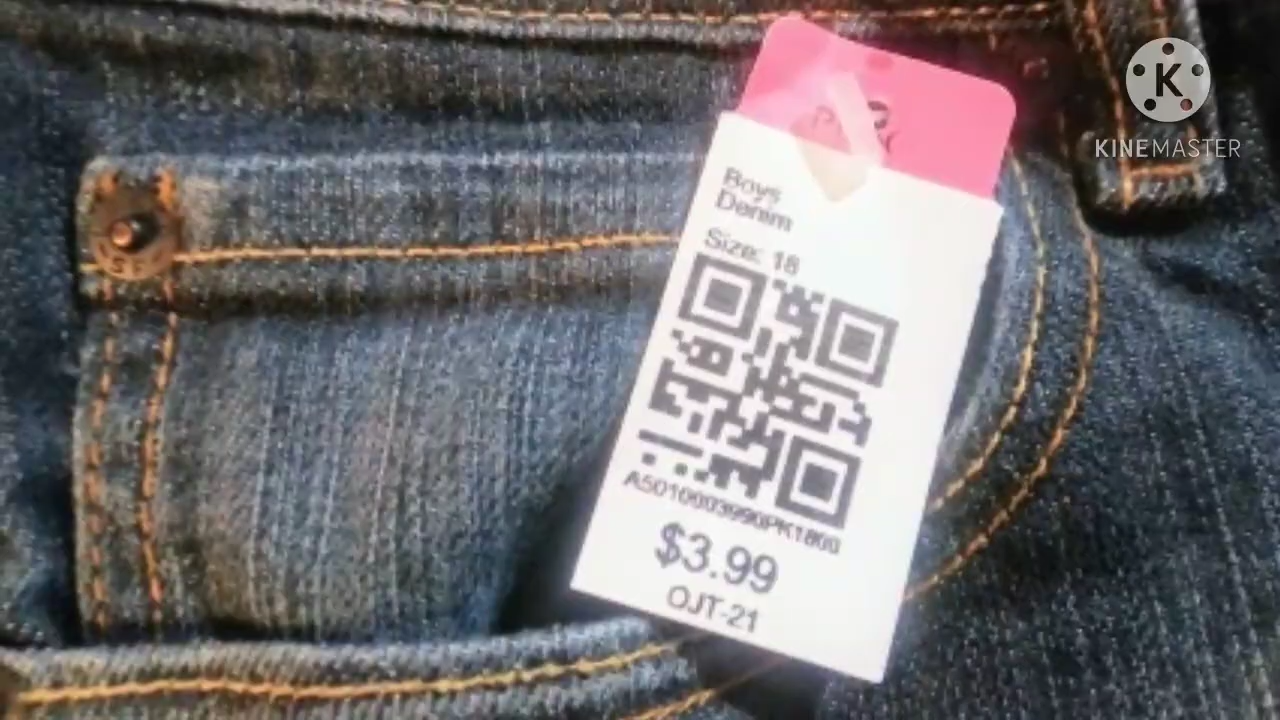 Boys
Denim
Size: 18
A5010003990PK1800
$3.99
OJT-21
K
KINEMASTER